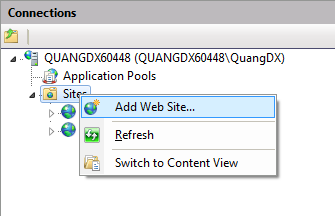 Connections
QUANGDX60448 (QUANGDX60448\QuangDX)
Application Pools
Sites
Add Web Site...
Refresh
Switch to Content View